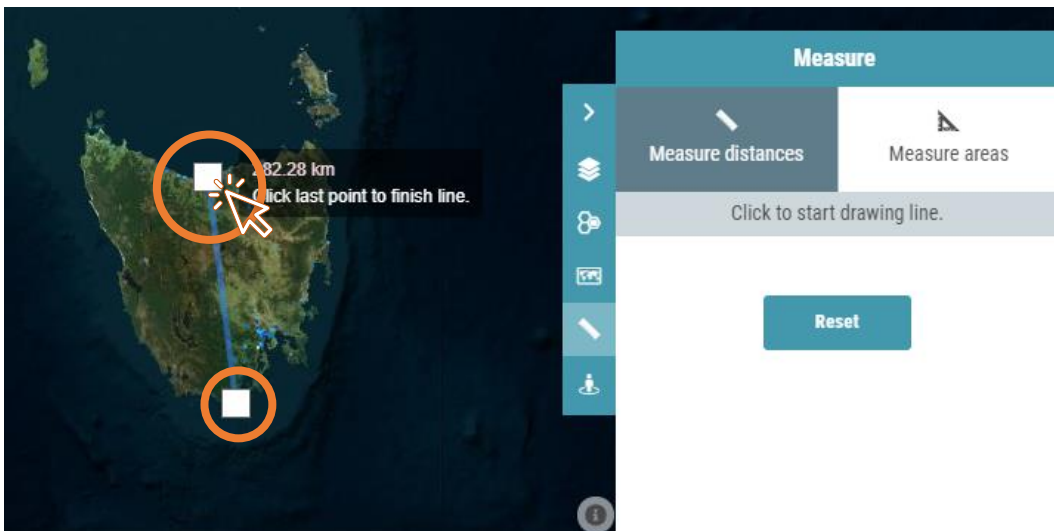 282.28 km
Click last point to finish line.
Measure
Measure distances
Measure areas
Click to start drawing line.
Reset